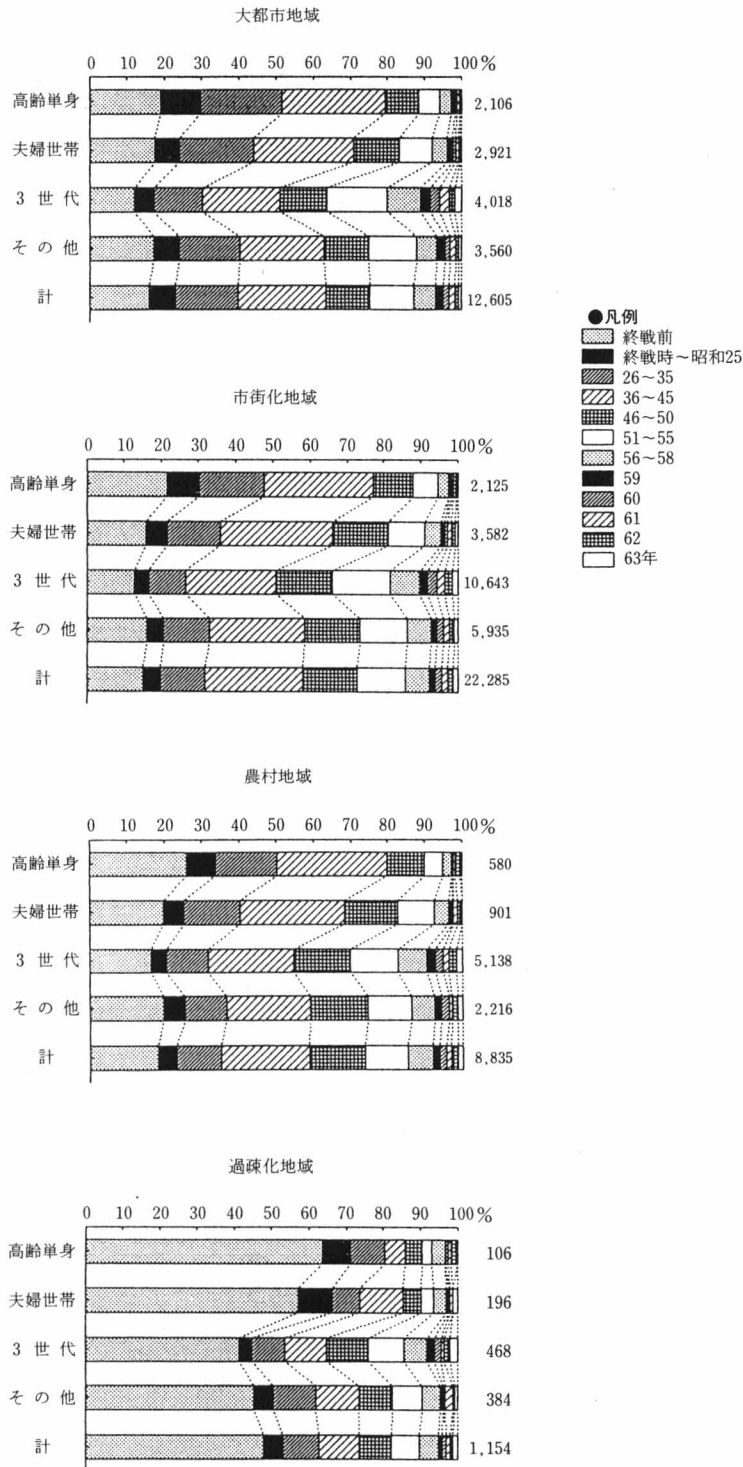 大都市地域
0 10 20 30 40 50 60 70 80 90 100 %
高齢単身 2,106
夫婦世帯 2,921
3世代 4,018
その他 3,560
計 12,605
●凡例
終戦前
終戦時～昭和25
26～35
36～45
46～50
51～55
56～58
59
60
61
62
63年
市街化地域
0 10 20 30 40 50 60 70 80 90 100 %
高齢単身 2,125
夫婦世帯 3,582
3世代 10,643
その他 5,935
計 22,285
農村地域
0 10 20 30 40 50 60 70 80 90 100 %
高齢単身 580
夫婦世帯 901
3世代 5,138
その他 2,216
計 8,835
過疎化地域
0 10 20 30 40 50 60 70 80 90 100 %
高齢単身 106
夫婦世帯 196
3世代 468
その他 384
計 1,154